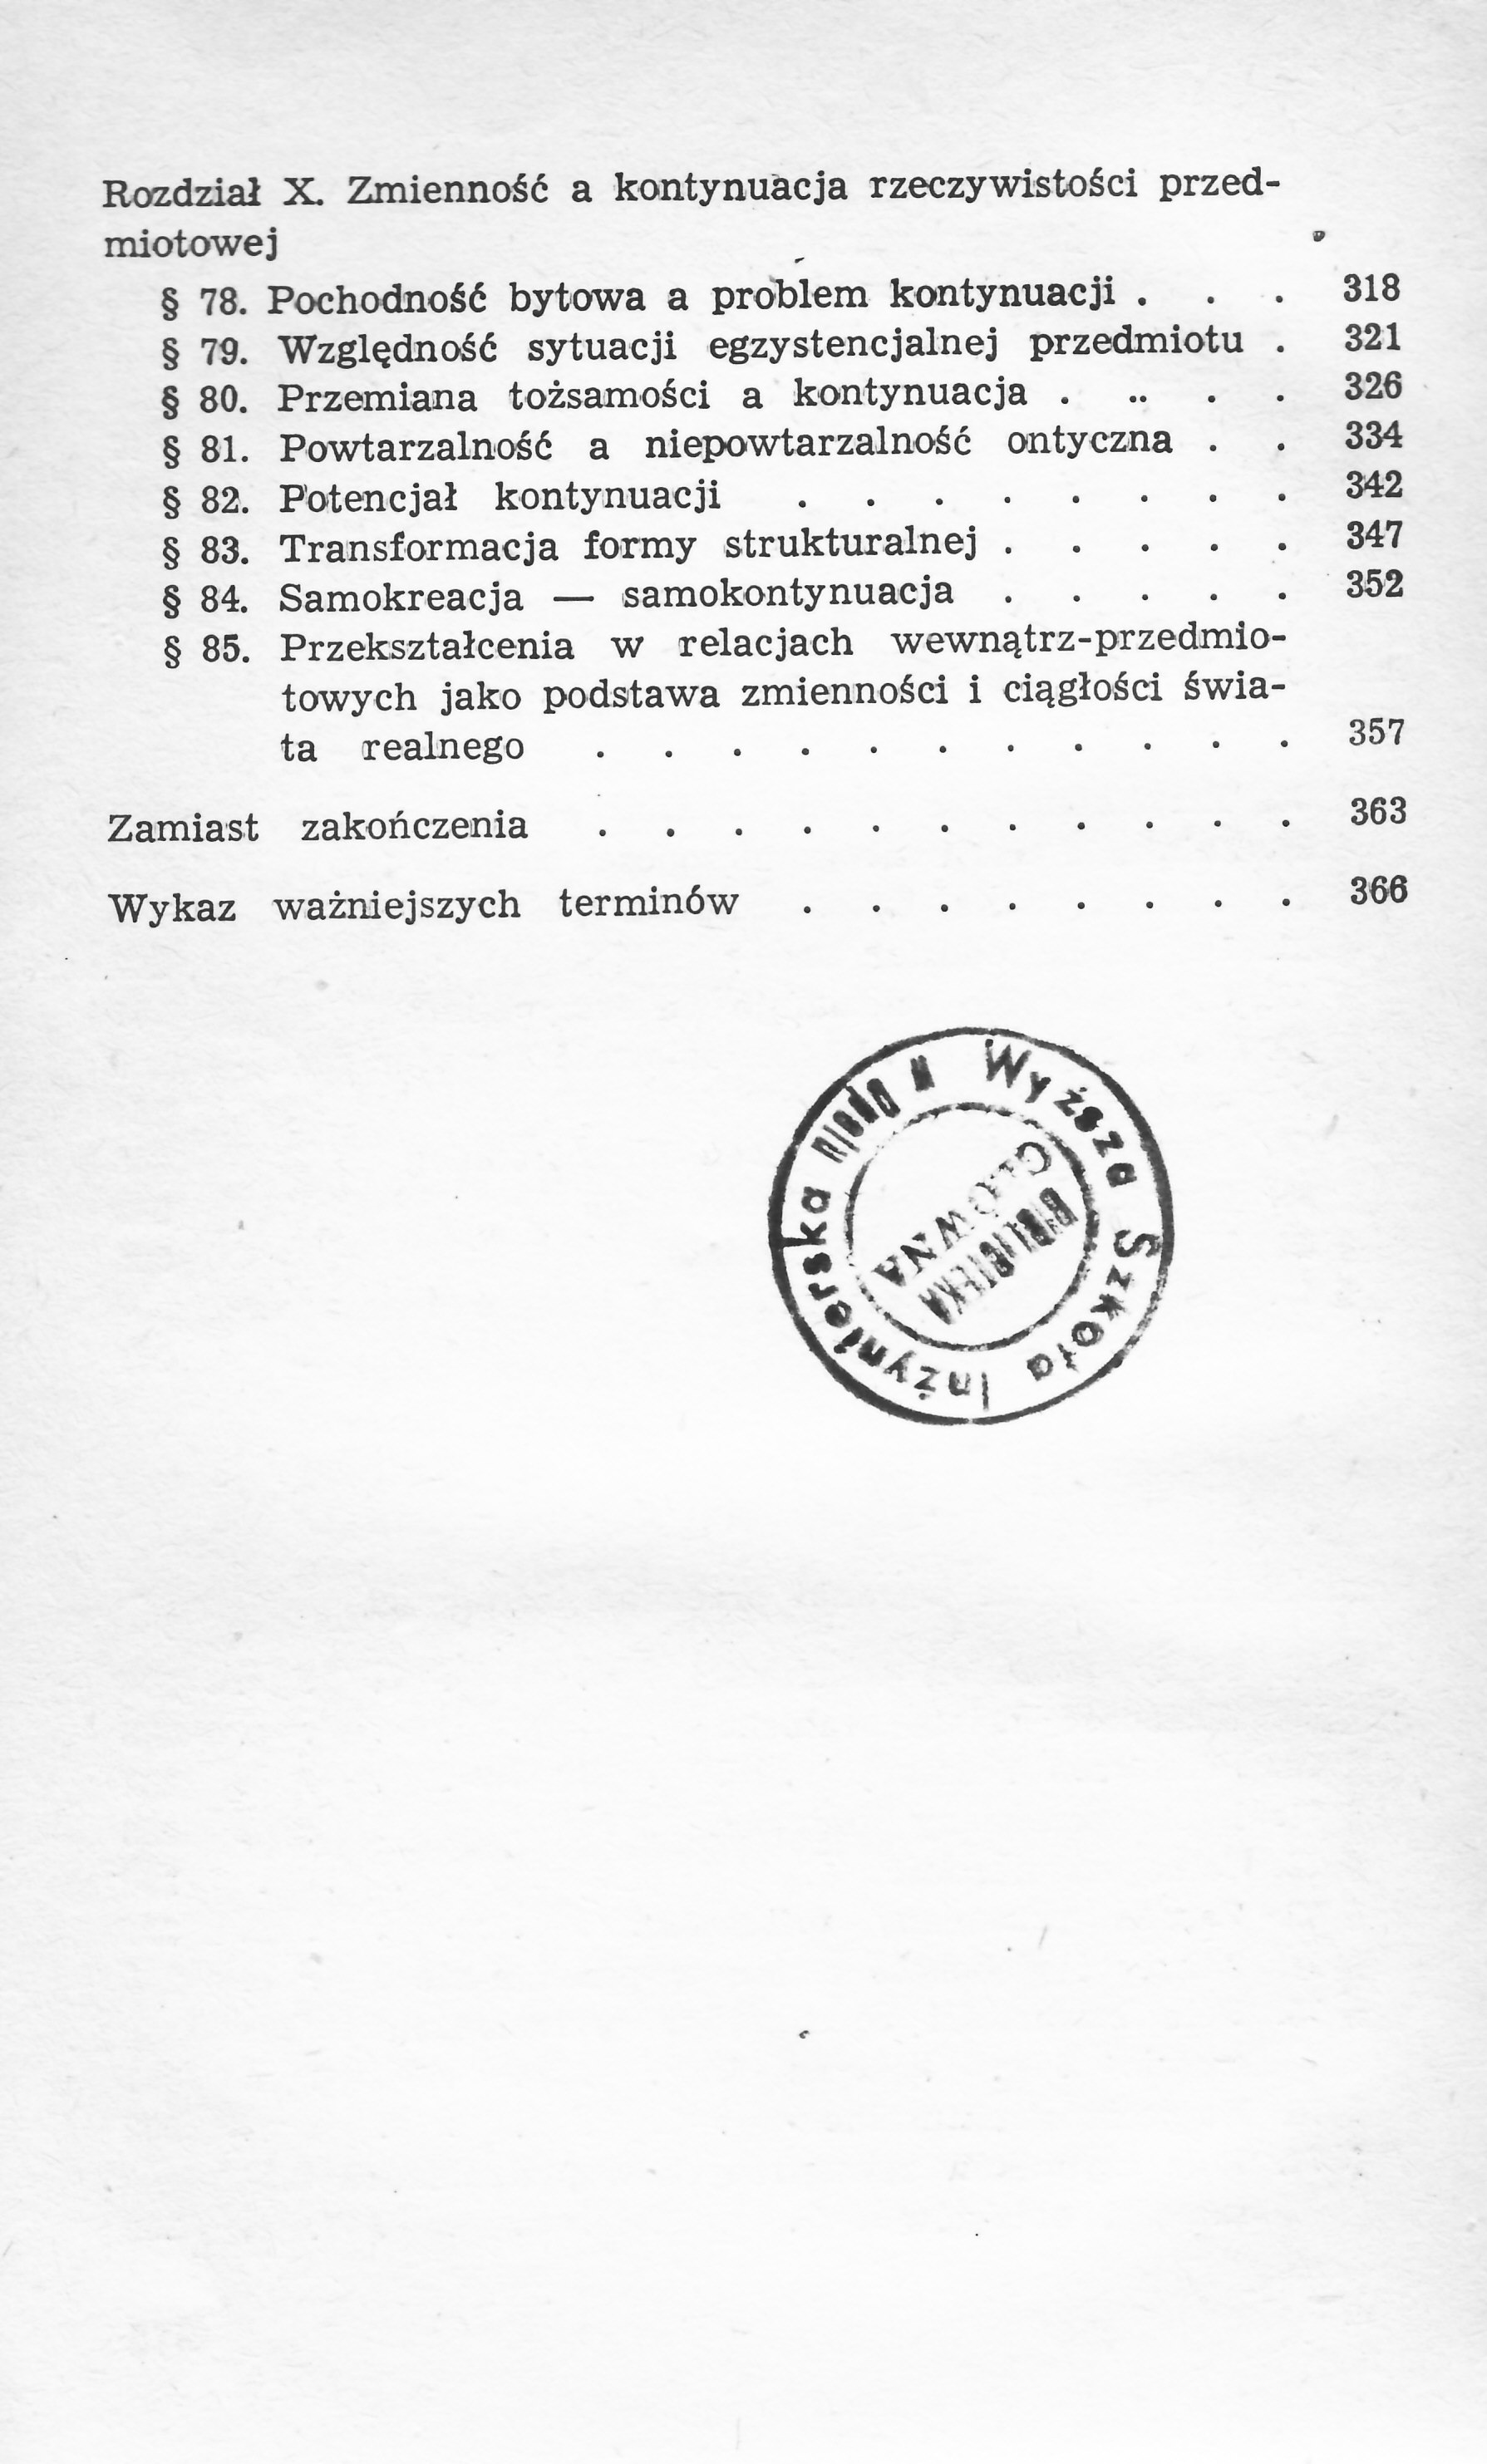 Rozdział X. Zmienność a kontynuacja rzeczywistości przed-
miotowej
§ 78. Pochodność bytowa a problem kontynuacji . . . 318
§ 79. Względność sytuacji egzystencjalnej przedmiotu . 321
§ 80. Przemiana tożsamości a kontynuacja . . . . 326
§ 81. Powtarzalność a niepowtarzalność ontyczna . . 334
§ 82. Potencjał kontynuacji . . . . . . . . 342
§ 83. Transformacja formy strukturalnej . . . . . 347
§ 84. Samokreacja — samokontynuacja . . . . . 352
§ 85. Przekształcenia w relacjach wewnątrz-przedmio-
towych jako podstawa zmienności i ciągłości świa-
ta realnego . . . . . . . . . . . 357
Zamiast zakończenia . . . . . . . . . . . 363
Wykaz ważniejszych terminów . . . . . . . . 366
Wyższa Szkoła Inżynierska
BIBLIOTEKA
GŁÓWNA